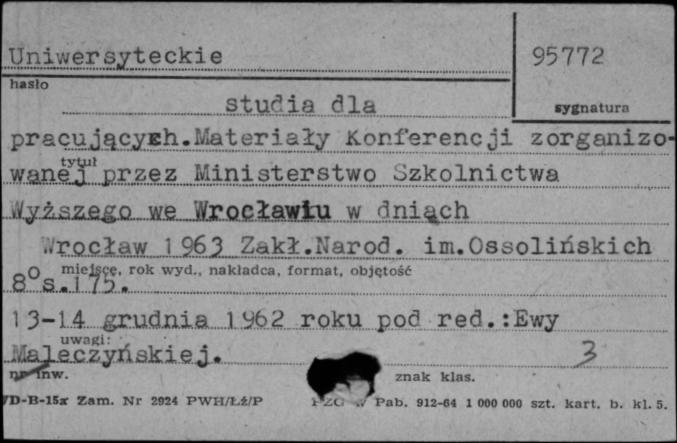 Uniwersyteckie
95772
hasło
studia dla
sygnatura
pracujących.Materiały Konferencji zorganizo-
tytuł
wanej przez Ministerstwo Szkolnictwa
Wyższego we Wrocławiu w dniach
Wrocław 1963 Zakł.Narod. im.Ossolińskich
miejsce, rok wyd., nakładca, format, objętość
8° s.175.
13-14 grudnia 1962 roku pod red.:Ewy
uwagi:
Maleczyńskiej.
3
nr inw.
znak klas.
D-B-15x Zam. Nr 2924 PWH/Łź/P PZG w Pab. 912-64 1 000 000 szt. kart. b. kl. 5.